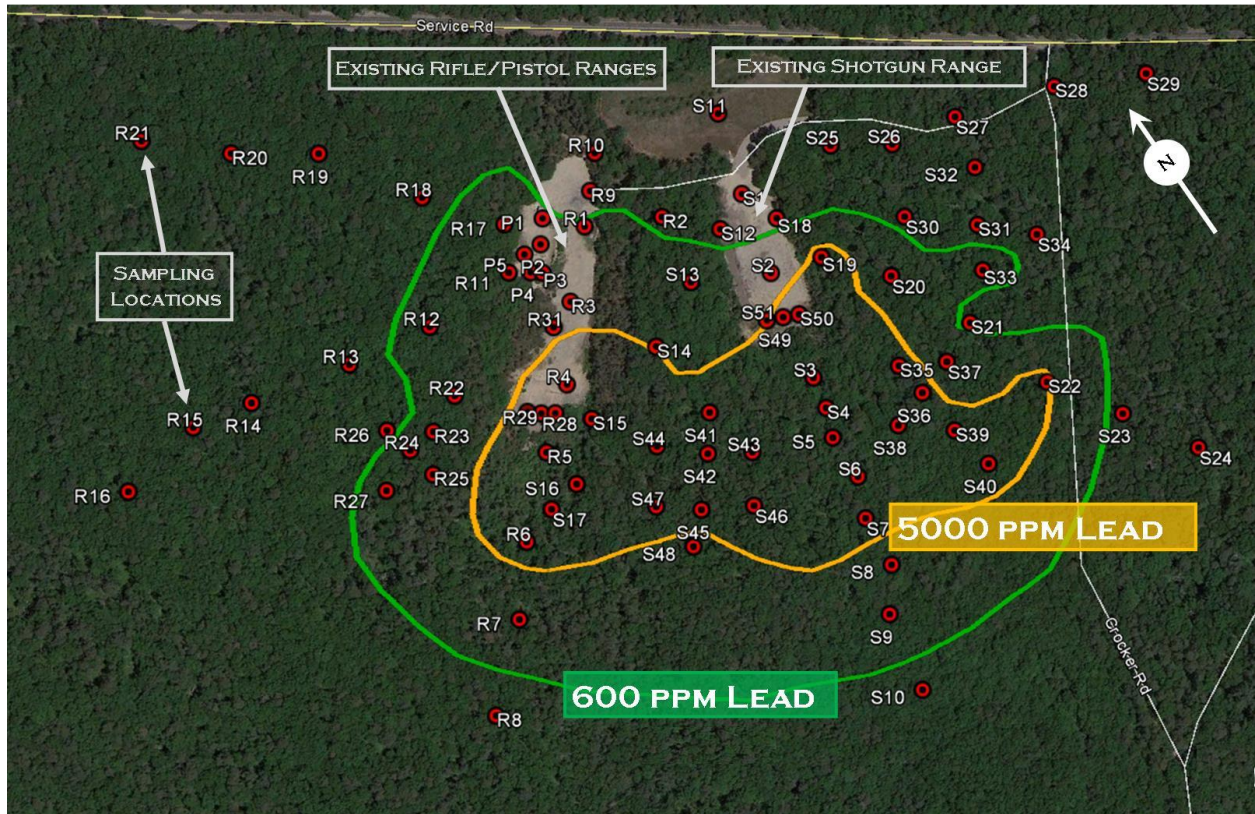 Service Rd
Existing Rifle/Pistol Ranges
Existing Shotgun Range
S28
S29
S11
S27
R21
R20
R19
R10
S25
S26
S32
N
R18
R9
S1
R17
P1
R1
R2
S12
S18
S30
S31
S34
Sampling
Locations
R11
P5
P2
P3
P4
S13
S2
S19
S20
S33
R3
R12
R31
S51
S50
S49
S21
S14
R13
R4
S3
S35
S37
S22
R22
R15
R14
R29
R28
S15
S41
S4
S36
S23
R26
R24
R23
S44
S43
S5
S38
S39
S24
R5
S42
R25
S6
S40
R16
R27
S16
S17
S47
S45
S46
S7
5000 ppm Lead
R6
S48
S8
R7
S9
Crocker Rd
600 ppm Lead
S10
R8